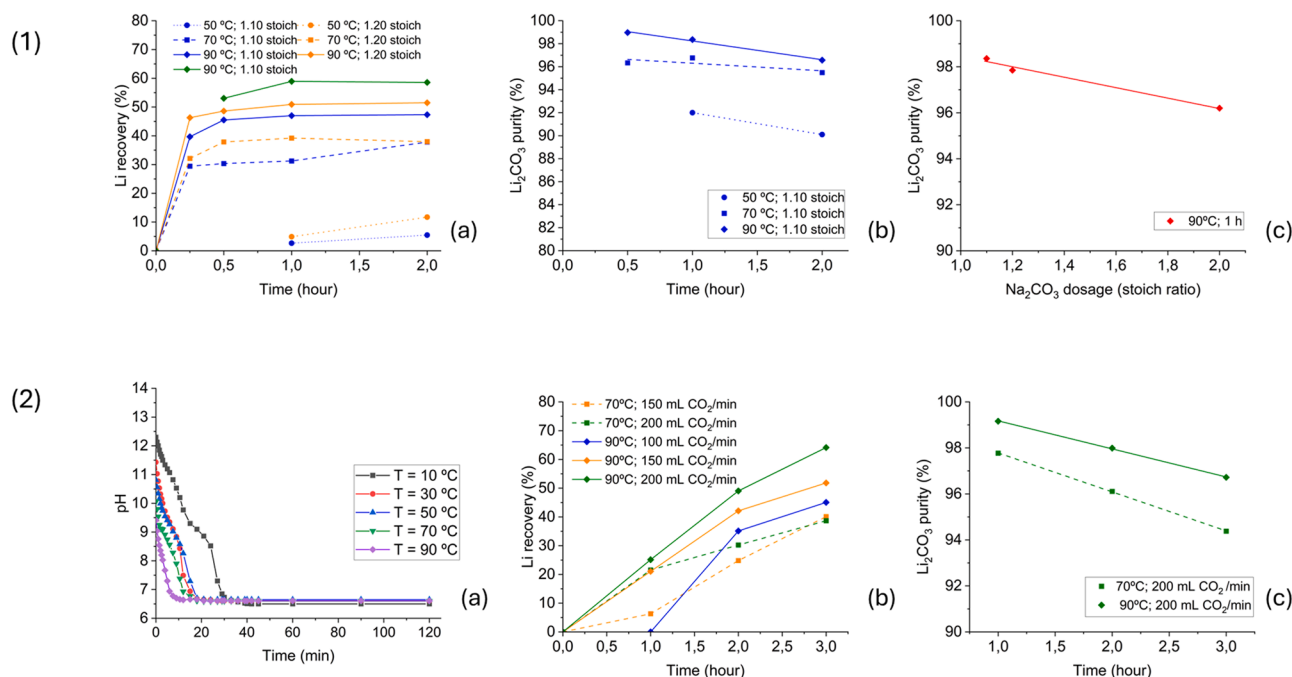 (1)
80
70
60
50
40
30
20
10
0
Li recovery (%)
50 ºC; 1.10 stoich
50 ºC; 1.20 stoich
70 ºC; 1.10 stoich
70 ºC; 1.20 stoich
90 ºC; 1.10 stoich
90 ºC; 1.20 stoich
90 ºC; 1.10 stoich
(a)
0,0 0,5 1,0 2,0
Time (hour)
100
98
96
94
92
90
88
86
84
82
80
Li₂CO₃ purity (%)
50 ºC; 1.10 stoich
70 ºC; 1.10 stoich
90 ºC; 1.10 stoich
(b)
0,0 0,5 1,0 2,0
Time (hour)
100
98
96
94
92
90
Li₂CO₃ purity (%)
90ºC; 1 h
(c)
1,0 1,2 1,4 1,6 1,8 2,0
Na₂CO₃ dosage (stoich ratio)
(2)
14
13
12
11
10
9
8
7
6
pH
T = 10 ºC
T = 30 ºC
T = 50 ºC
T = 70 ºC
T = 90 ºC
(a)
0 20 40 60 80 100 120
Time (min)
80
70
60
50
40
30
20
10
0
Li recovery (%)
70ºC; 150 mL CO₂/min
70ºC; 200 mL CO₂/min
90ºC; 100 mL CO₂/min
90ºC; 150 mL CO₂/min
90ºC; 200 mL CO₂/min
(b)
0,0 0,5 1,0 1,5 2,0 2,5 3,0
Time (hour)
100
98
96
94
92
90
Li₂CO₃ purity (%)
70ºC; 200 mL CO₂/min
90ºC; 200 mL CO₂/min
(c)
1,0 1,5 2,0 2,5 3,0
Time (hour)